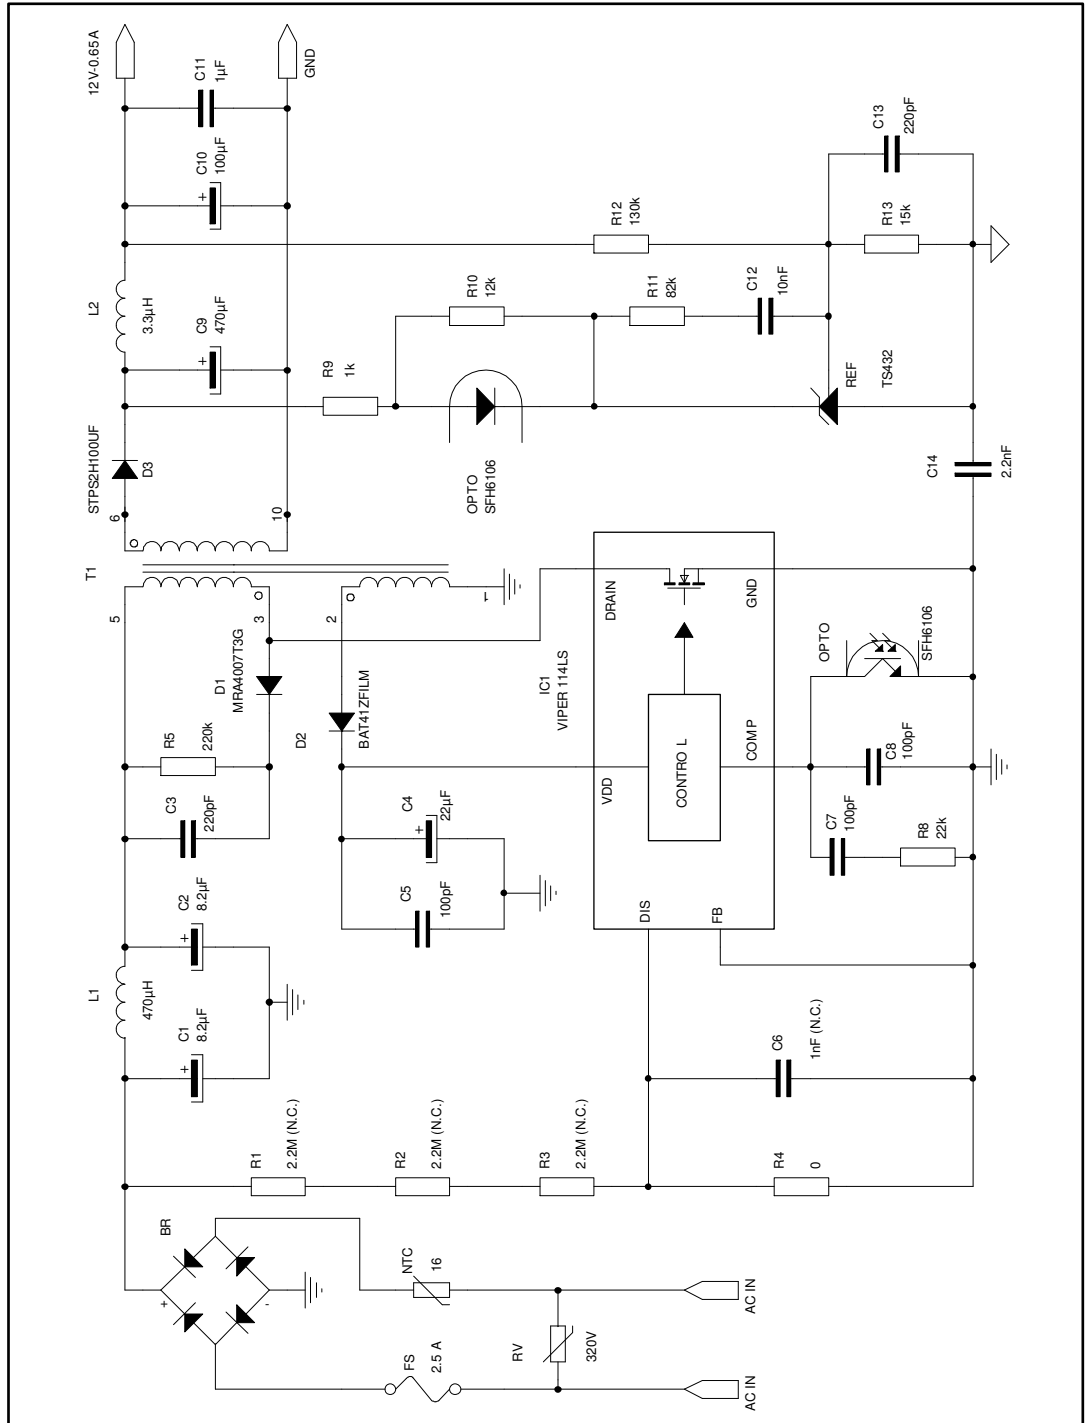 12V-0.65A
GND
C11
1µF
C10
100µF
L2
3.3µH
C9
470µF
R9
1k
R10
12k
R11
82k
R12
130k
C12
10nF
C13
220pF
R13
15k
REF
TS432
STPS2H100UF
D3
6
10
OPTO
SFH6106
C14
2.2nF
T1
5
3
2
1
D1
MRA4007T3G
R5
220k
C3
220pF
D2
BAT41ZFILM
IC1
VIPER 114LS
DRAIN
GND
VDD
CONTROL
COMP
DIS
FB
OPTO
SFH6106
C8
100pF
C7
100pF
R8
22k
C4
22µF
C5
100pF
C2
8.2µF
L1
470µH
C1
8.2µF
R1
2.2M (N.C.)
R2
2.2M (N.C.)
R3
2.2M (N.C.)
R4
0
C6
1nF (N.C.)
BR
+
-
NTC
16
FS
2.5 A
RV
320V
AC IN
AC IN